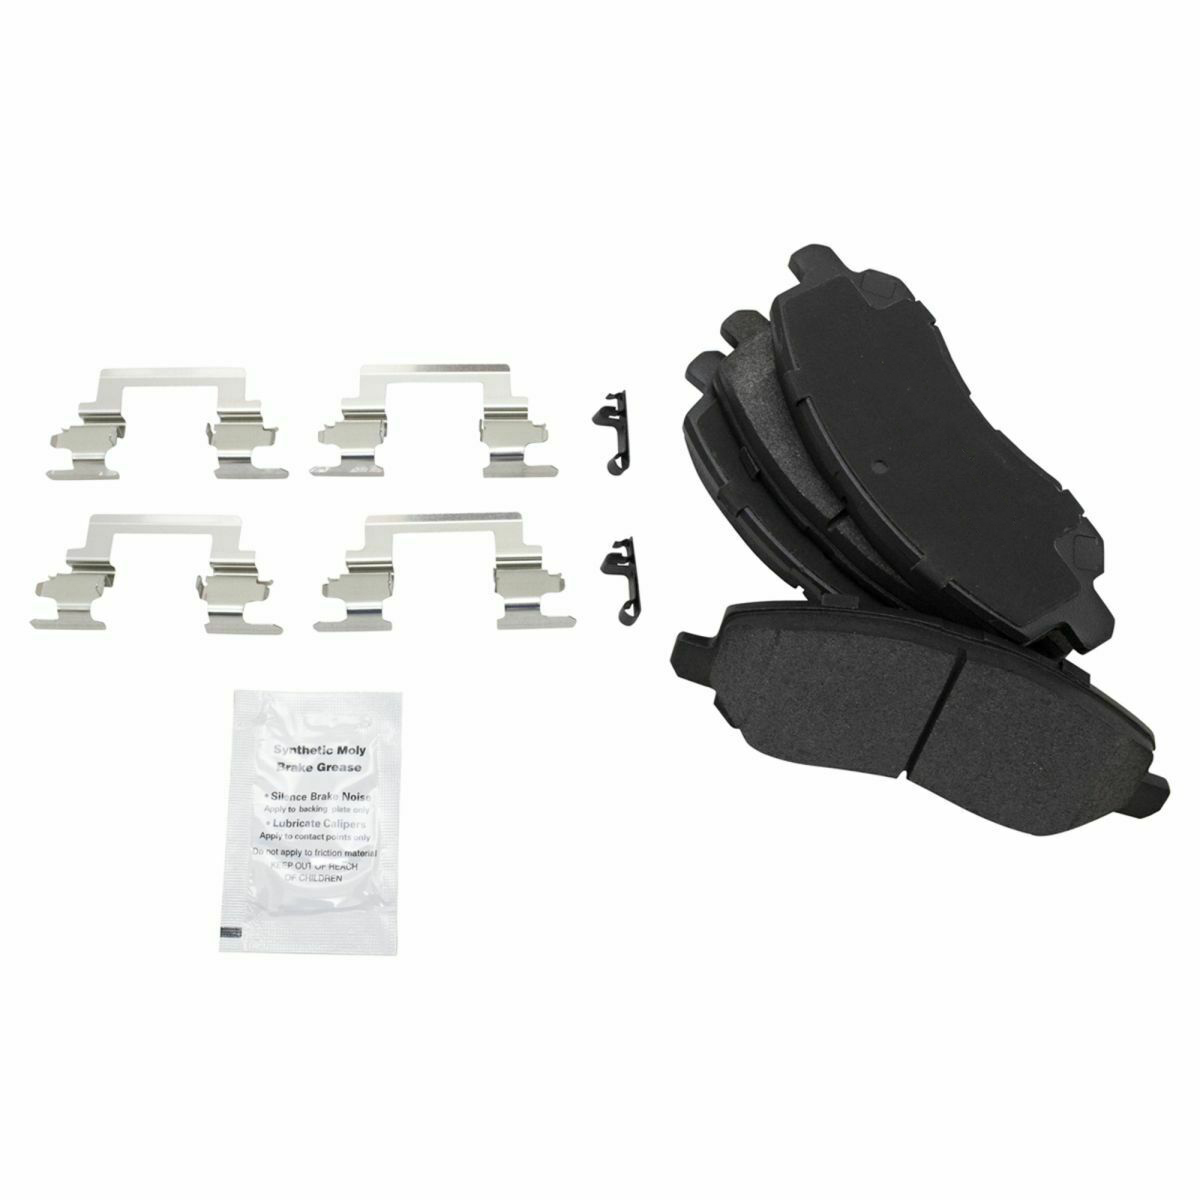 Synthetic Moly
Brake Grease
• Silence Brake Noise
Apply to backing plate only
• Lubricate Calipers
Apply to contact points only
Do not apply to friction material
KEEP OUT OF REACH
OF CHILDREN